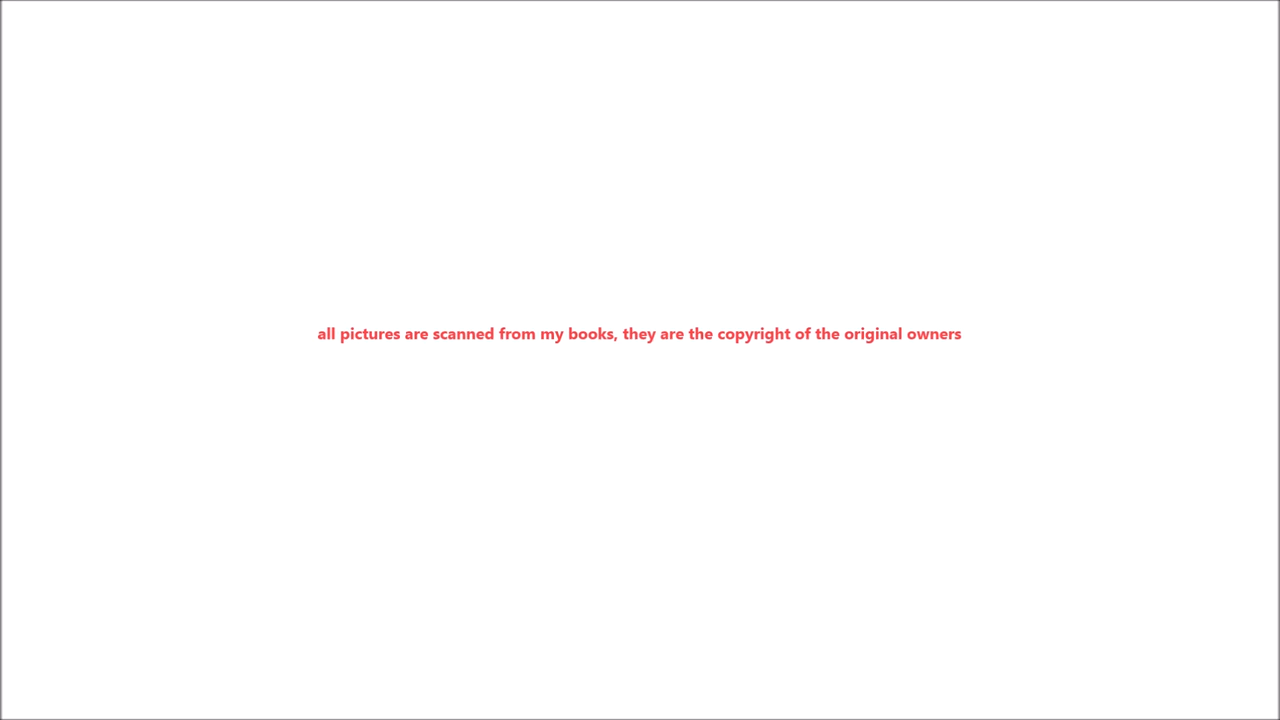 all pictures are scanned from my books, they are the copyright of the original owners